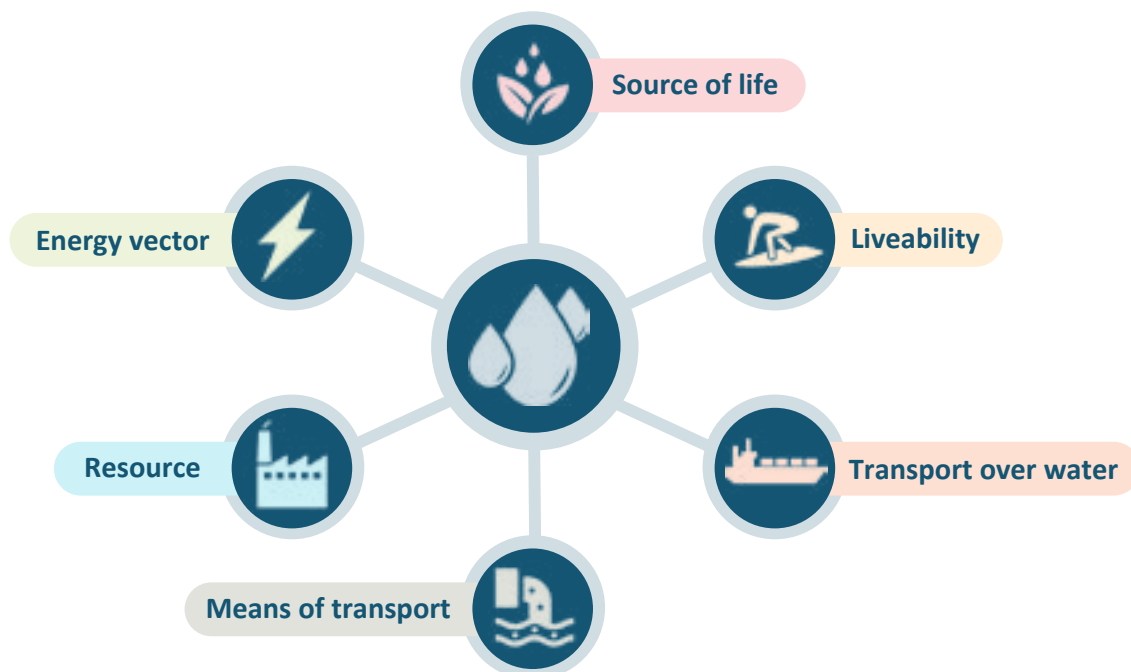 Source of life
Energy vector
Liveability
Resource
Transport over water
Means of transport